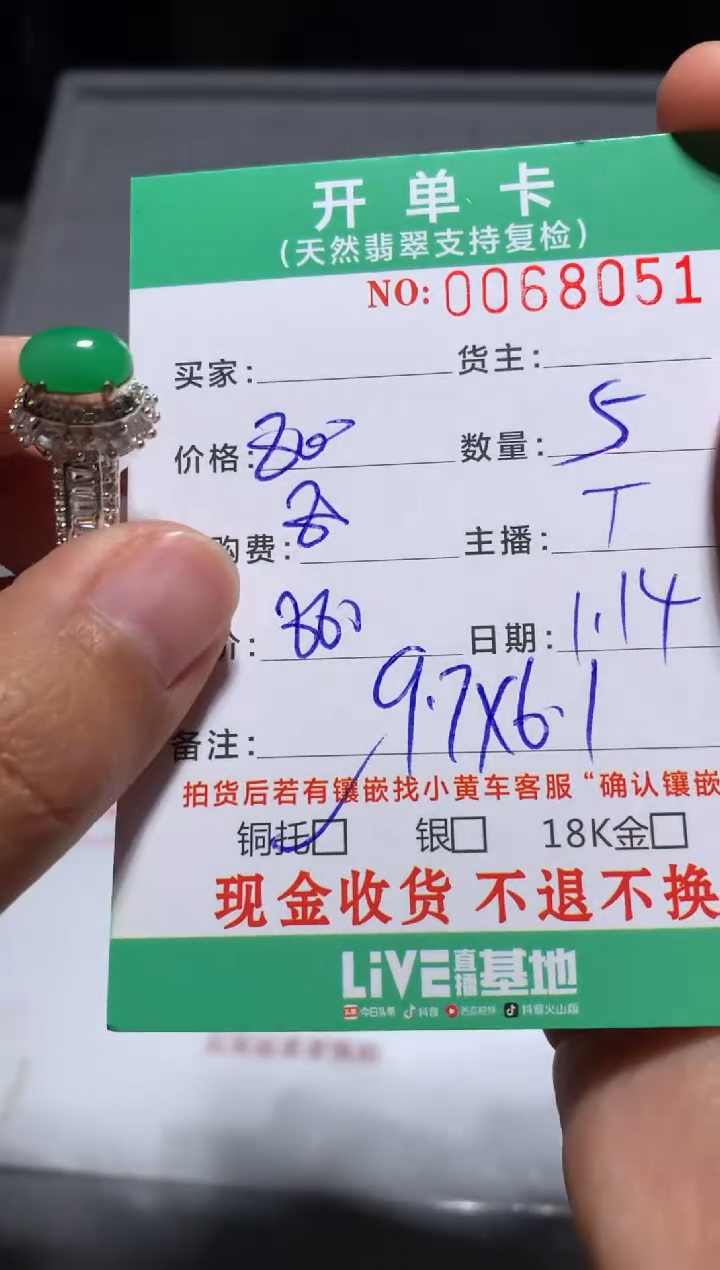 开单卡
(天然翡翠支持复检)
NO: 0068051
买家: 货主:
价格: 数量: 5
购费: 主播: T
价: 日期: 1.14
9.7X6.1
备注:
拍货后若有镶嵌找小黄车客服“确认镶嵌
铜托□ 银□ 18K金□
现金收货 不退不换
LiVE直播基地
头条 今日头条 抖音 西瓜视频 抖音火山版